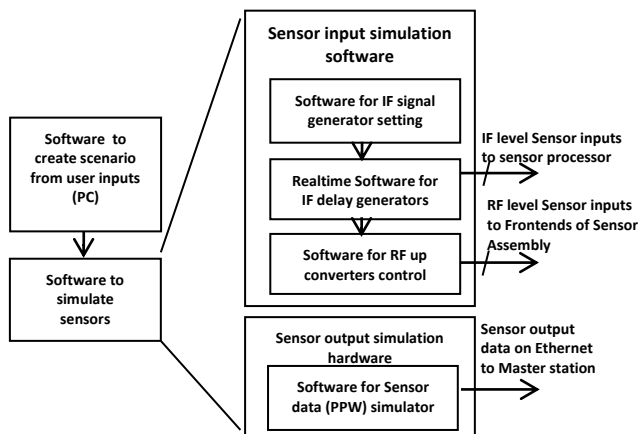 Sensor input simulation
software
Software for IF signal
generator setting
IF level Sensor inputs
to sensor processor
Software to
create scenario
from user inputs
(PC)
Realtime Software for
IF delay generators
RF level Sensor inputs
to Frontends of Sensor
Assembly
Software for RF up
converters control
Software to
simulate
sensors
Sensor output simulation
hardware
Software for Sensor
data (PPW) simulator
Sensor output
data on Ethernet
to Master station